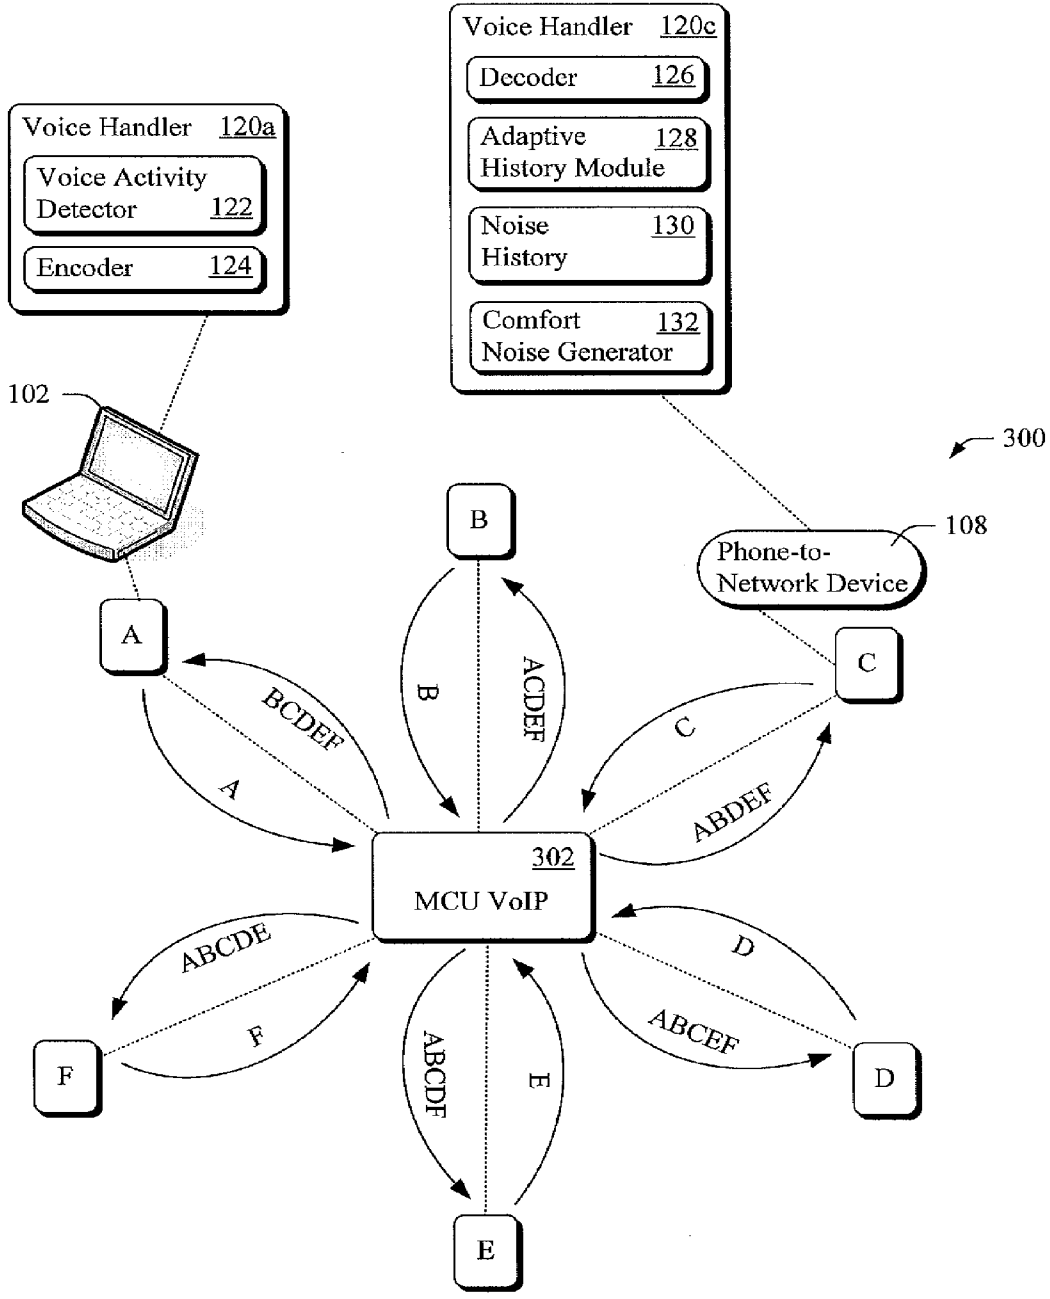 Voice Handler 120c
Decoder 126
Adaptive 128
History Module
Noise 130
History
Comfort 132
Noise Generator
Voice Handler 120a
Voice Activity
Detector 122
Encoder 124
102
300
108
Phone-to-
Network Device
A
B
C
BCDEF
A
B
ACDEF
C
ABDEF
302
MCU VoIP
ABCDE
F
ABCDF
E
D
ABCEF
F
D
E